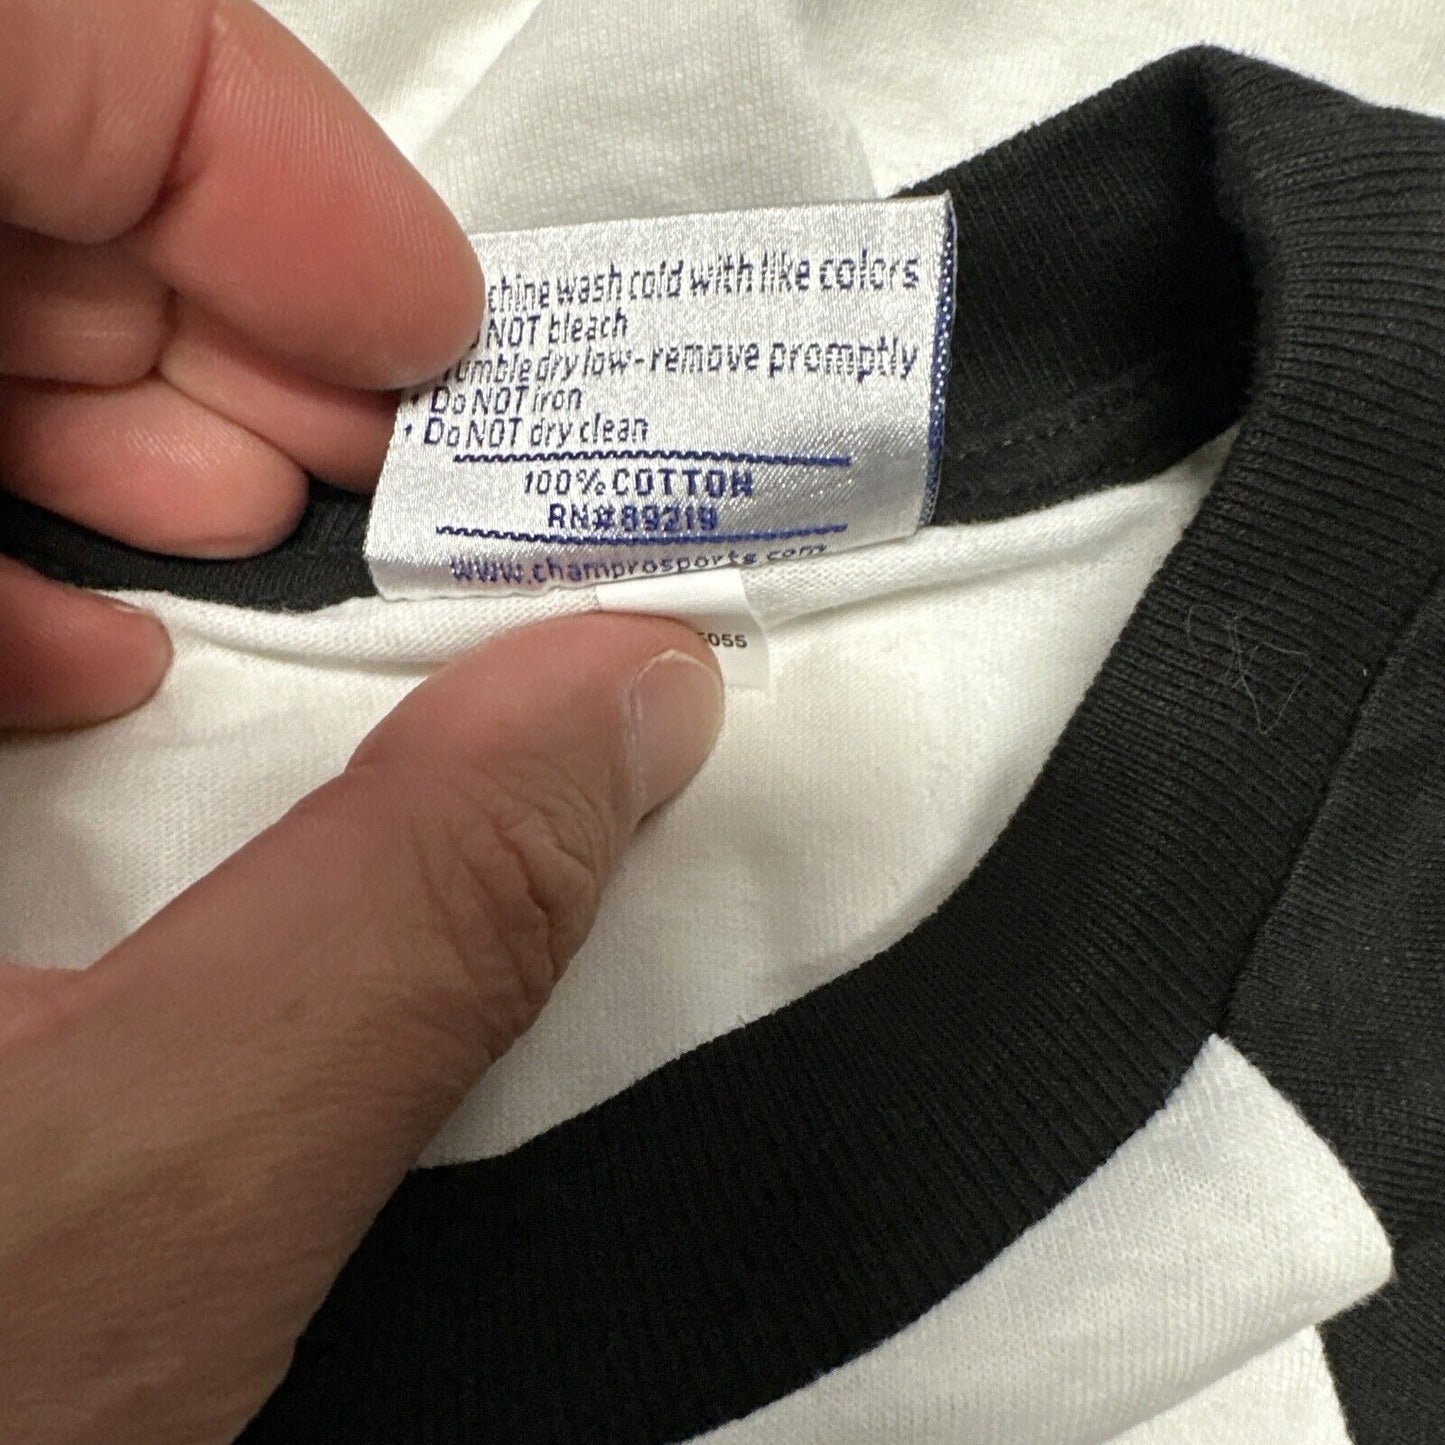 chine wash cold with like colors
NOT bleach
umble dry low-remove promptly
• Do NOT iron
• Do NOT dry clean
100% COTTON
RN# 89219
www.champrosports.com
5055